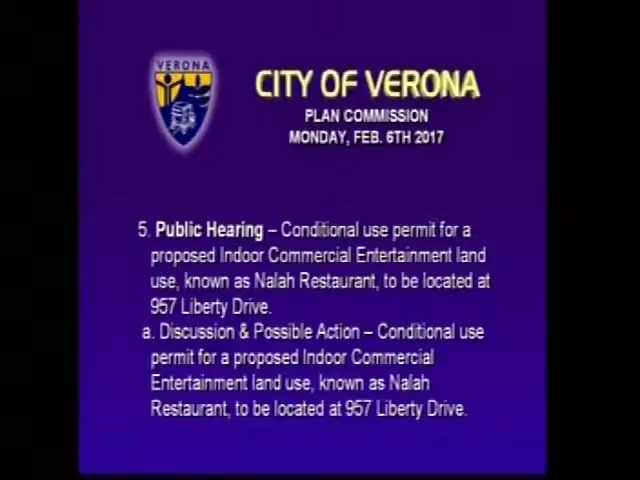 VERONA
CITY OF VERONA
PLAN COMMISSION
MONDAY, FEB. 6TH 2017
5. Public Hearing – Conditional use permit for a
proposed Indoor Commercial Entertainment land
use, known as Nalah Restaurant, to be located at
957 Liberty Drive.
a. Discussion & Possible Action – Conditional use
permit for a proposed Indoor Commercial
Entertainment land use, known as Nalah
Restaurant, to be located at 957 Liberty Drive.